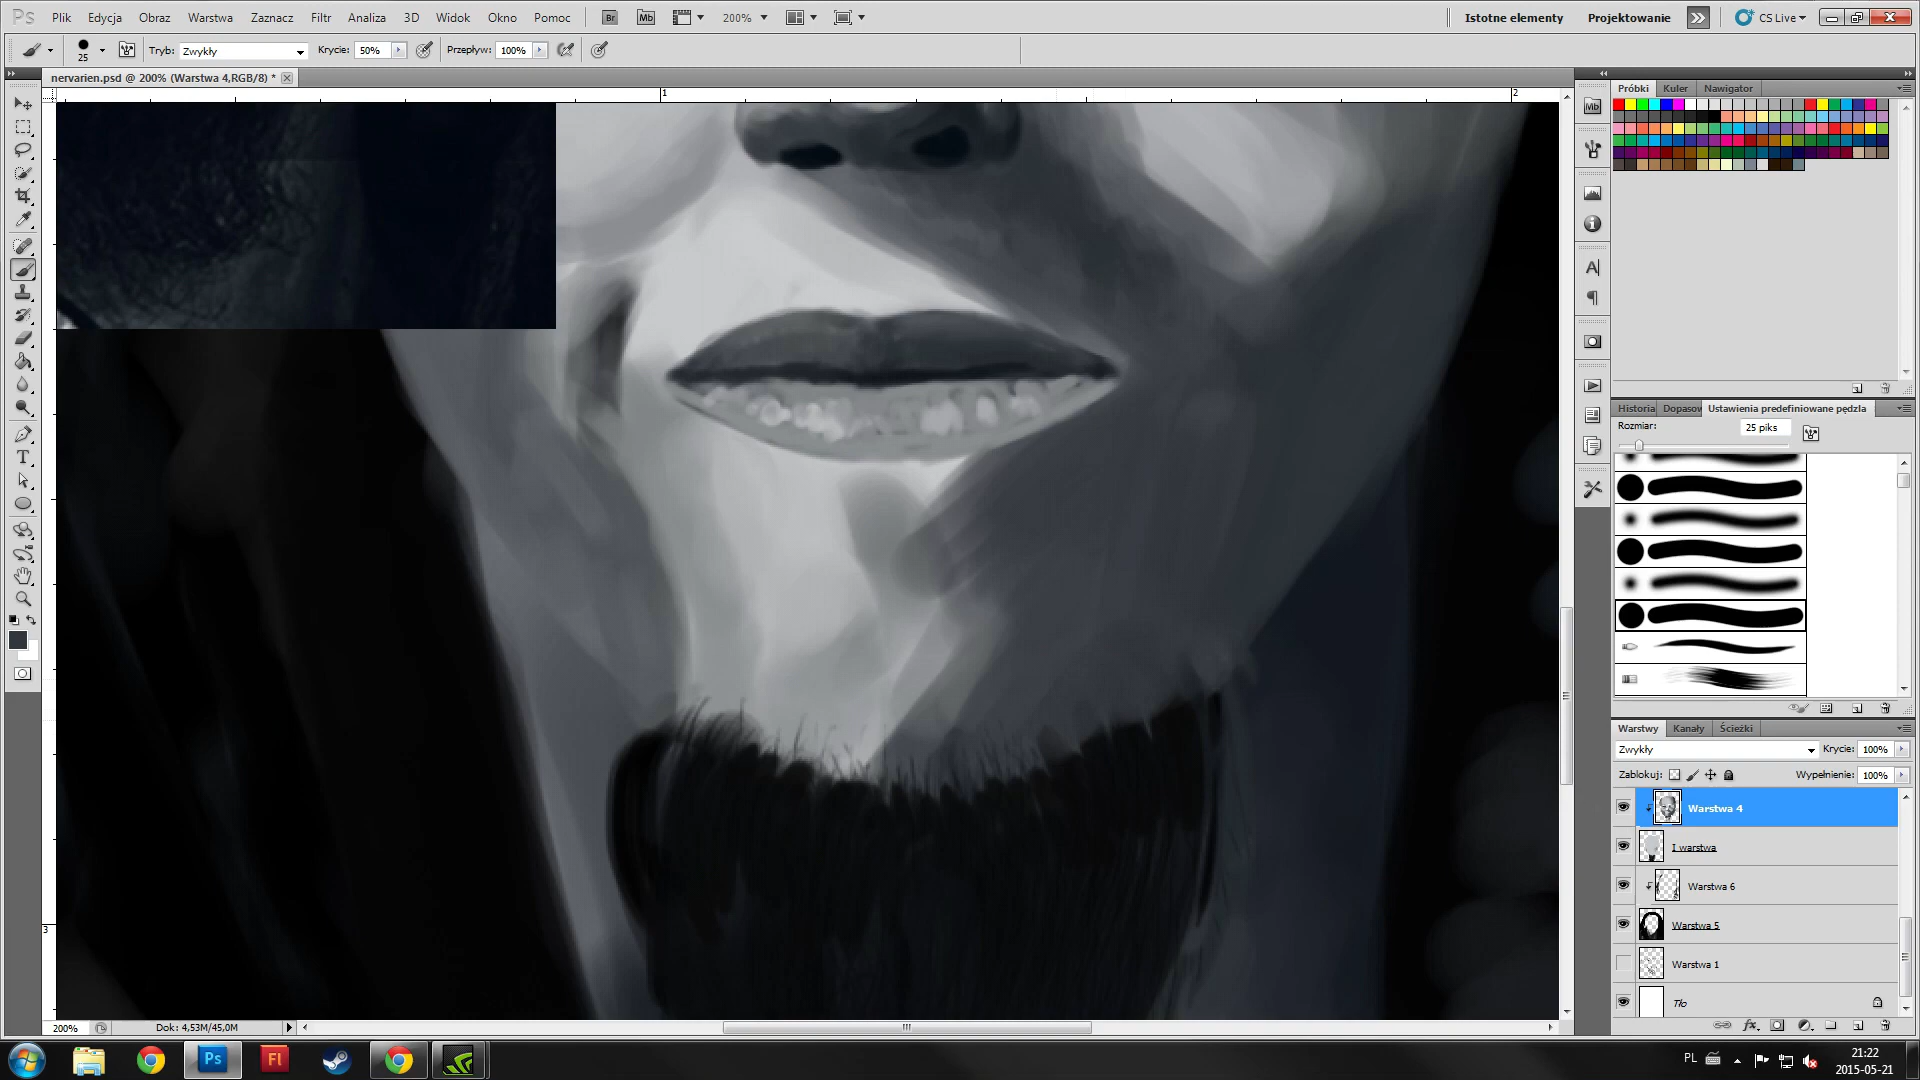 Ps Plik Edycja Obraz Warstwa Zaznacz Filtr Analiza 3D Widok Okno Pomoc Br Mb 200% Istotne elementy Projektowanie CS Live
25 Tryb: Zwykły Krycie: 50% Przepływ: 100%
nervarien.psd @ 200% (Warstwa 4,RGB/8) *
1 2
3
Próbki Kuler Nawigator
Mb
Historia Dopasow Ustawienia predefiniowane pędzla
Rozmiar: 25 piks
Warstwy Kanały Ścieżki
Zwykły Krycie: 100%
Zablokuj: Wypełnienie: 100%
Warstwa 4
I warstwa
Warstwa 6
Warstwa 5
Warstwa 1
Tło
200% Dok: 4,53M/45,0M
Ps Fl PL 21:22
2015-05-21